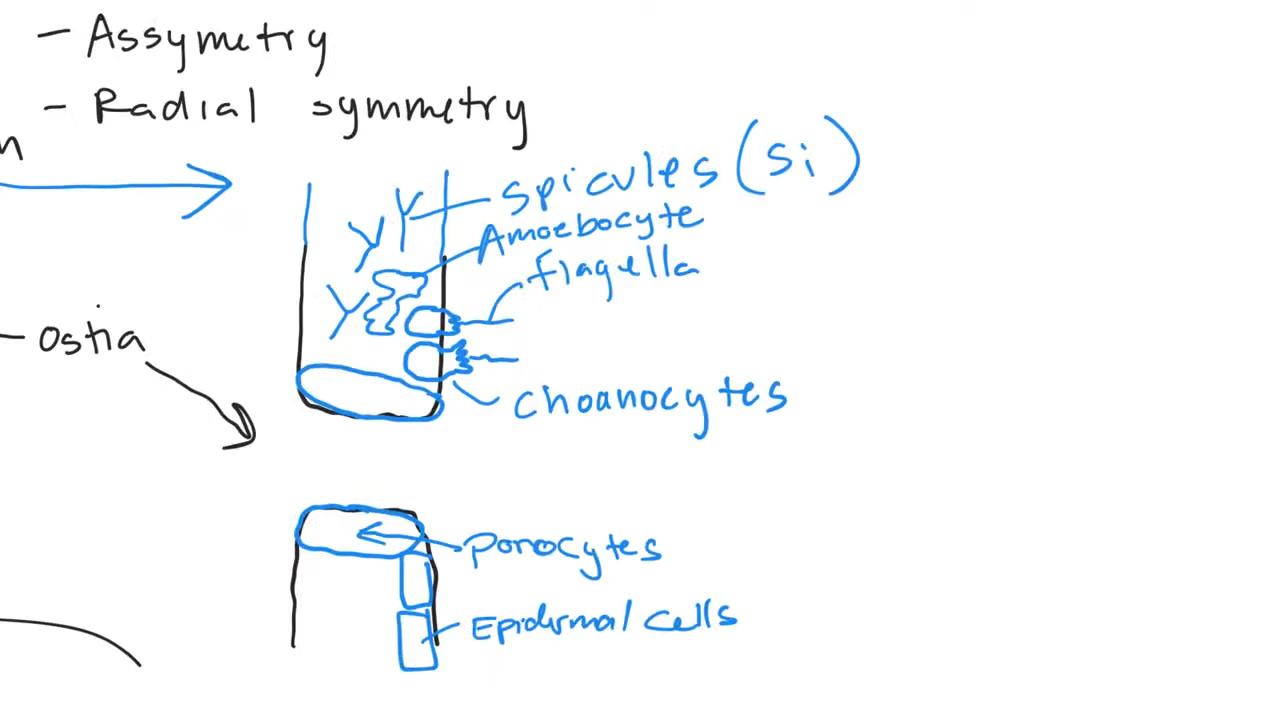 - Assymetry
- Radial symmetry
n
spicules (Si)
Amoebocyte
flagella
- Ostia
choanocytes
porocytes
Epidermal cells